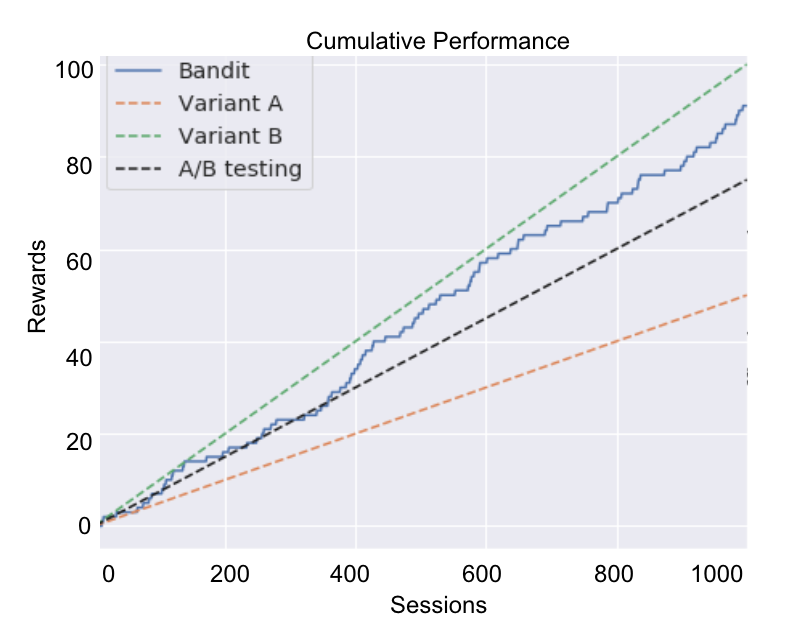 Cumulative Performance
100
80
60
40
20
0
Rewards
Bandit
Variant A
Variant B
A/B testing
0 200 400 600 800 1000
Sessions